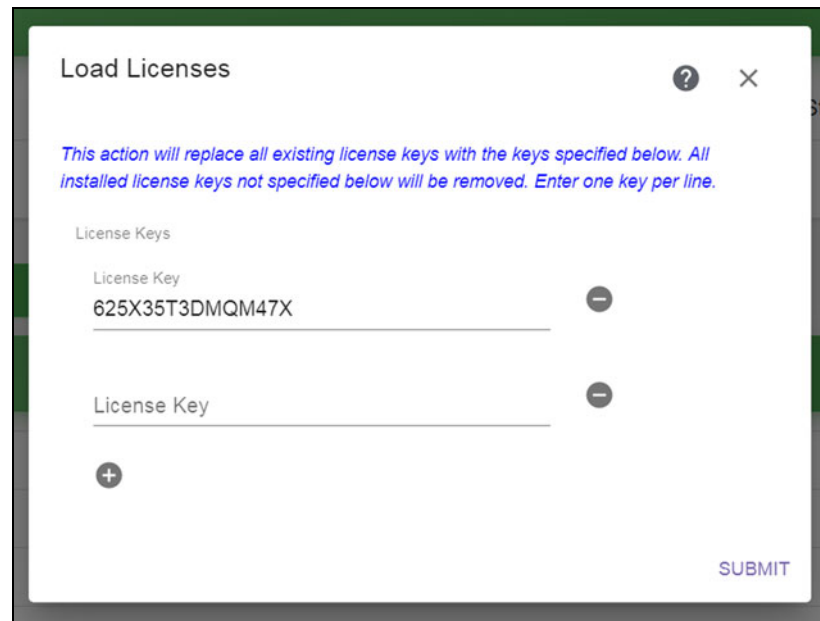 Load Licenses
This action will replace all existing license keys with the keys specified below. All
installed license keys not specified below will be removed. Enter one key per line.
License Keys
License Key
625X35T3DMQM47X
License Key
SUBMIT